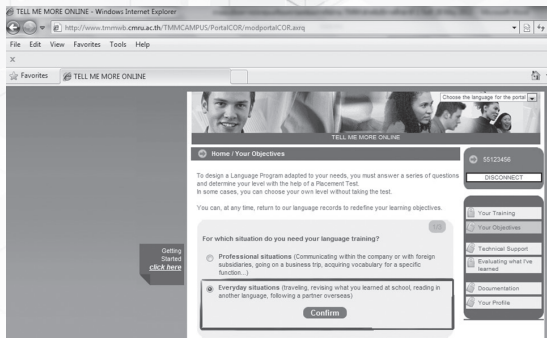 TELL ME MORE ONLINE - Windows Internet Explorer
http://www.tmmwb.cmru.ac.th/TMMCAMPUS/PortalCOR/modportalCOR.axrq
File Edit View Favorites Tools Help
x
Favorites
TELL ME MORE ONLINE
Choose the language for the portal
TELL ME MORE ONLINE
Home / Your Objectives
55123456
DISCONNECT
To design a Language Program adapted to your needs, you must answer a series of questions
and determine your level with the help of a Placement Test.
In some cases, you can choose your own level without taking the test.
You can, at any time, return to our language records to redefine your learning objectives.
Your Training
Your Objectives
Technical Support
Evaluating what I've
learned
Documentation
Your Profile
Getting
Started
click here
For which situation do you need your language training?
Professional situations (Communicating within the company or with foreign
subsidiaries, going on a business trip, acquiring vocabulary for a specific
function...)
Everyday situations (traveling, revising what you learned at school, reading in
another language, following a partner overseas)
Confirm